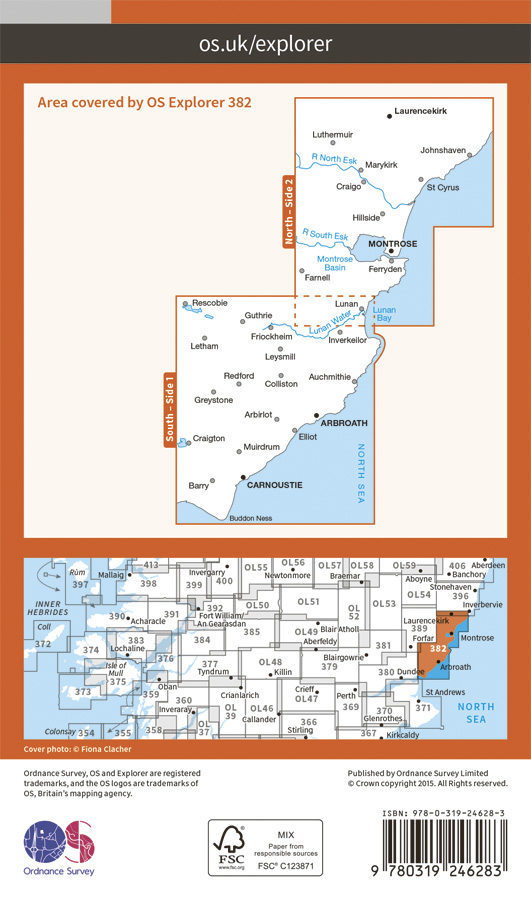 os.uk/explorer
Area covered by OS Explorer 382
North – Side 2
Laurencekirk
Luthermuir
Johnshaven
R North Esk
Marykirk
Craigo
St Cyrus
Hillside
R South Esk
MONTROSE
Montrose
Basin
Ferryden
Farnell
South – Side 1
Rescobie
Lunan
Lunan
Bay
Guthrie
Lunan Water
Friockheim
Inverkeilor
Letham
Leysmill
Redford
Colliston
Auchmithie
Greystone
Arbirlot
ARBROATH
Elliot
Craigton
Muirdrum
NORTH SEA
Barry
CARNOUSTIE
Buddon Ness
413
OL55
OL56
OL57
OL58
OL59
406
Aberdeen
Rùm
397
Mallaig
398
Invergarry
399
400
Newtonmore
Braemar
Aboyne
Banchory
Stonehaven
INNER
HEBRIDES
390
Acharacle
391
392
Fort William/
An Gearasdan
OL50
OL51
OL
52
OL53
OL54
396
Inverbervie
Coll
372
374
383
Lochaline
384
385
OL49
Blair Atholl
Aberfeldy
Laurencekirk
389
Forfar
Montrose
382
Isle of
Mull
375
376
377
Tyndrum
OL48
Killin
Blairgowrie
379
381
380
Dundee
Arbroath
373
Oban
359
360
Inveraray
Crianlarich
OL
39
OL46
Callander
Crieff
OL47
Perth
369
370
Glenrothes
St Andrews
371
NORTH
SEA
Colonsay
354
355
358
OL
37
366
Stirling
367
Kirkcaldy
Cover photo: © Fiona Clacher
Ordnance Survey, OS and Explorer are registered
trademarks, and the OS logos are trademarks of
OS, Britain's mapping agency.
Published by Ordnance Survey Limited
© Crown copyright 2015. All Rights reserved.
OS
Ordnance Survey
FSC
www.fsc.org
MIX
Paper from
responsible sources
FSC® C123871
ISBN: 978-0-319-24628-3
9 780319 246283